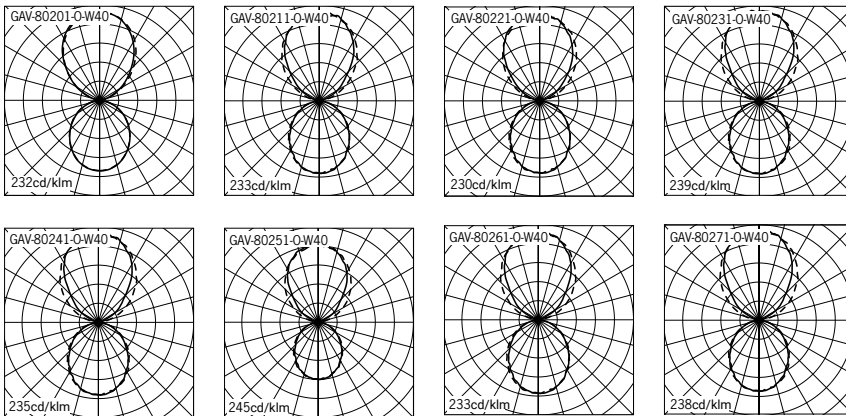 GAV-80201-O-W40
232cd/klm
GAV-80211-O-W40
233cd/klm
GAV-80221-O-W40
230cd/klm
GAV-80231-O-W40
239cd/klm
GAV-80241-O-W40
235cd/klm
GAV-80251-O-W40
245cd/klm
GAV-80261-O-W40
233cd/klm
GAV-80271-O-W40
238cd/klm